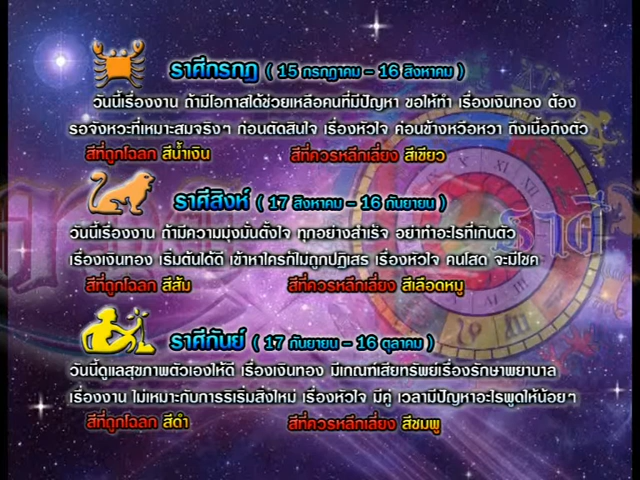 ราศีกรกฎ ( 15 กรกฎาคม - 16 สิงหาคม )
วันนี้เรื่องงาน ถ้ามีโอกาสได้ช่วยเหลือคนที่มีปัญหา ขอให้ทำ เรื่องเงินทอง ต้อง
รอจังหวะที่เหมาะสมจริงๆ ก่อนตัดสินใจ เรื่องหัวใจ ค่อนข้างหวือหวา ถึงเนื้อถึงตัว
สีที่ถูกโฉลก สีน้ำเงิน สีที่ควรหลีกเลี่ยง สีเขียว
ราศีสิงห์ ( 17 สิงหาคม - 16 กันยายน )
วันนี้เรื่องงาน ถ้ามีความมุ่งมั่นตั้งใจ ทุกอย่างสำเร็จ อย่าทำอะไรที่เกินตัว
เรื่องเงินทอง เริ่มต้นได้ดี เข้าหาใครก็ไม่ถูกปฏิเสธ เรื่องหัวใจ คนโสด จะมีโชค
สีที่ถูกโฉลก สีส้ม สีที่ควรหลีกเลี่ยง สีเลือดหมู
ราศี
ราศีกันย์ ( 17 กันยายน - 16 ตุลาคม )
วันนี้ดูแลสุขภาพตัวเองให้ดี เรื่องเงินทอง มีเกณฑ์เสียทรัพย์เรื่องรักษาพยาบาล
เรื่องงาน ไม่เหมาะกับการริเริ่มสิ่งใหม่ เรื่องหัวใจ มีคู่ เวลามีปัญหาอะไรพูดให้น้อยๆ
สีที่ถูกโฉลก สีดำ สีที่ควรหลีกเลี่ยง สีชมพู